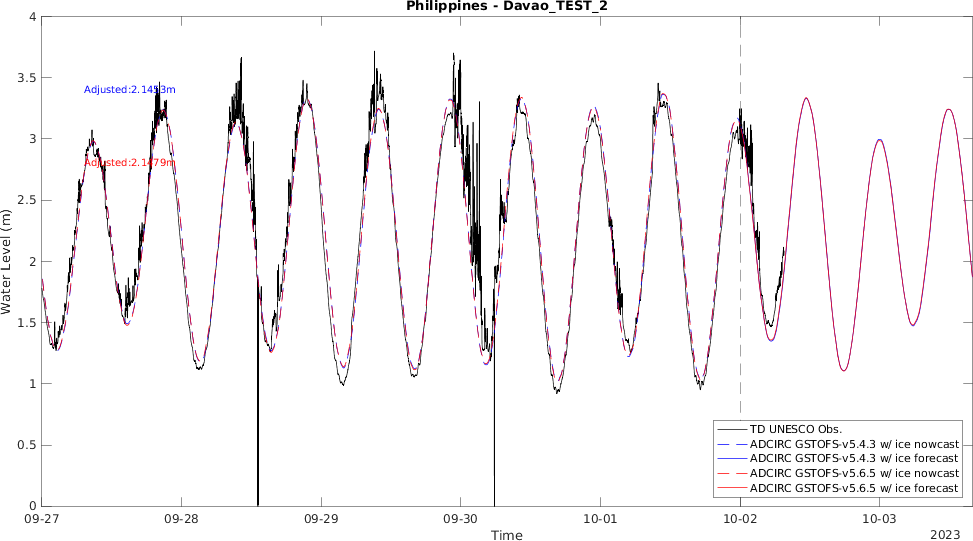 Philippines - Davao_TEST_2
4
3.5
3
2.5
2
1.5
1
0.5
0
Water Level (m)
Adjusted:2.1453m
Adjusted:2.1479m
TD UNESCO Obs.
ADCIRC GSTOFS-v5.4.3 w/ ice nowcast
ADCIRC GSTOFS-v5.4.3 w/ ice forecast
ADCIRC GSTOFS-v5.6.5 w/ ice nowcast
ADCIRC GSTOFS-v5.6.5 w/ ice forecast
09-27 09-28 09-29 09-30 10-01 10-02 10-03
Time
2023